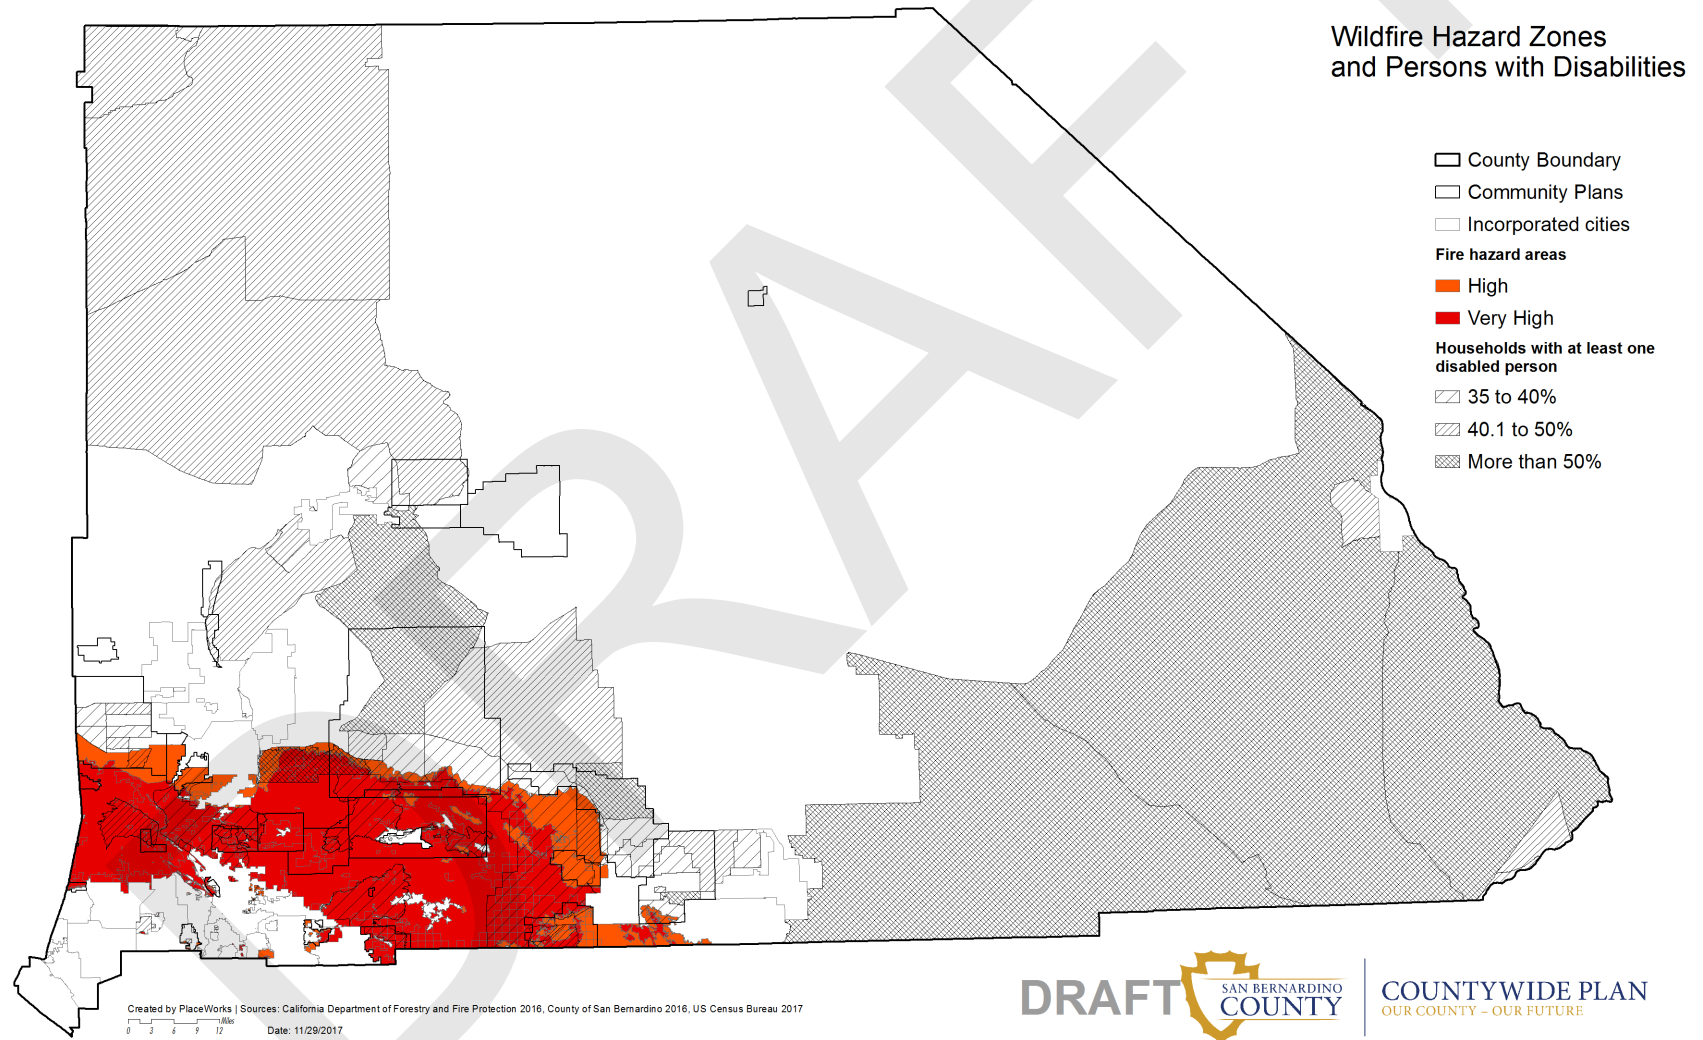 Wildfire Hazard Zones
and Persons with Disabilities
County Boundary
Community Plans
Incorporated cities
Fire hazard areas
High
Very High
Households with at least one
disabled person
35 to 40%
40.1 to 50%
More than 50%
DRAFT
Created by PlaceWorks | Sources: California Department of Forestry and Fire Protection 2016, County of San Bernardino 2016, US Census Bureau 2017
Miles
0 3 6 9 12
Date: 11/29/2017
DRAFT
SAN BERNARDINO
COUNTY
COUNTYWIDE PLAN
OUR COUNTY – OUR FUTURE